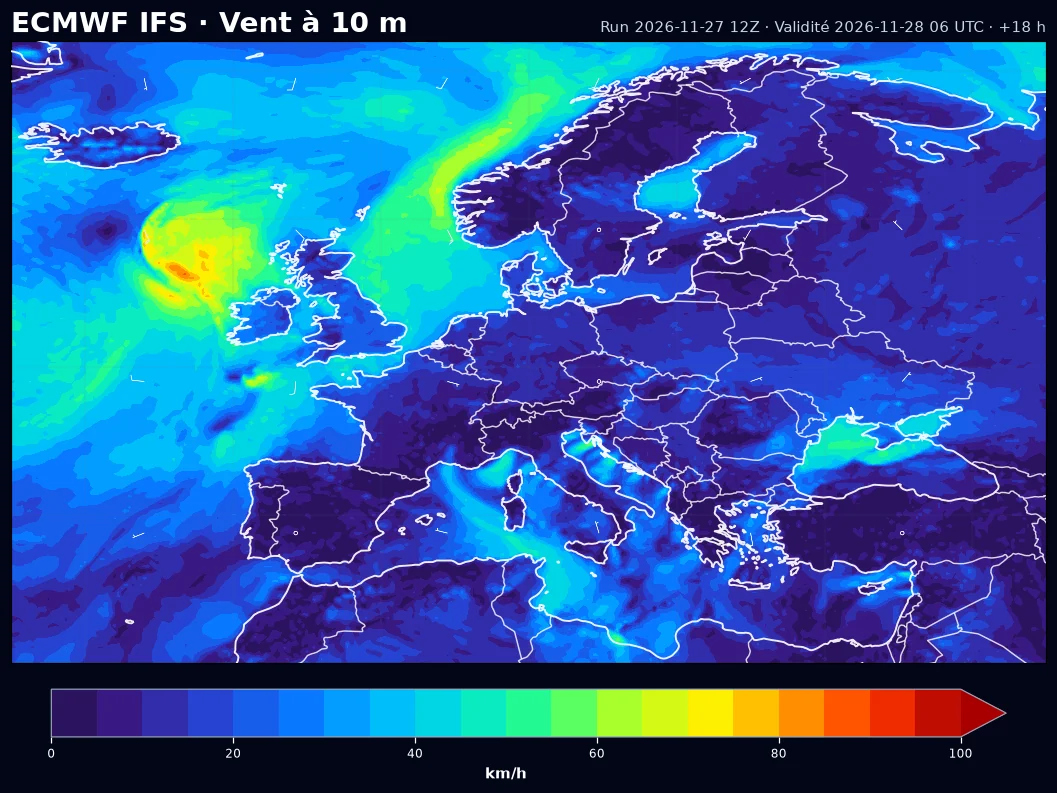 ECMWF IFS · Vent à 10 m
Run 2026-11-27 12Z · Validité 2026-11-28 06 UTC · +18 h
0 20 40 60 80 100
km/h